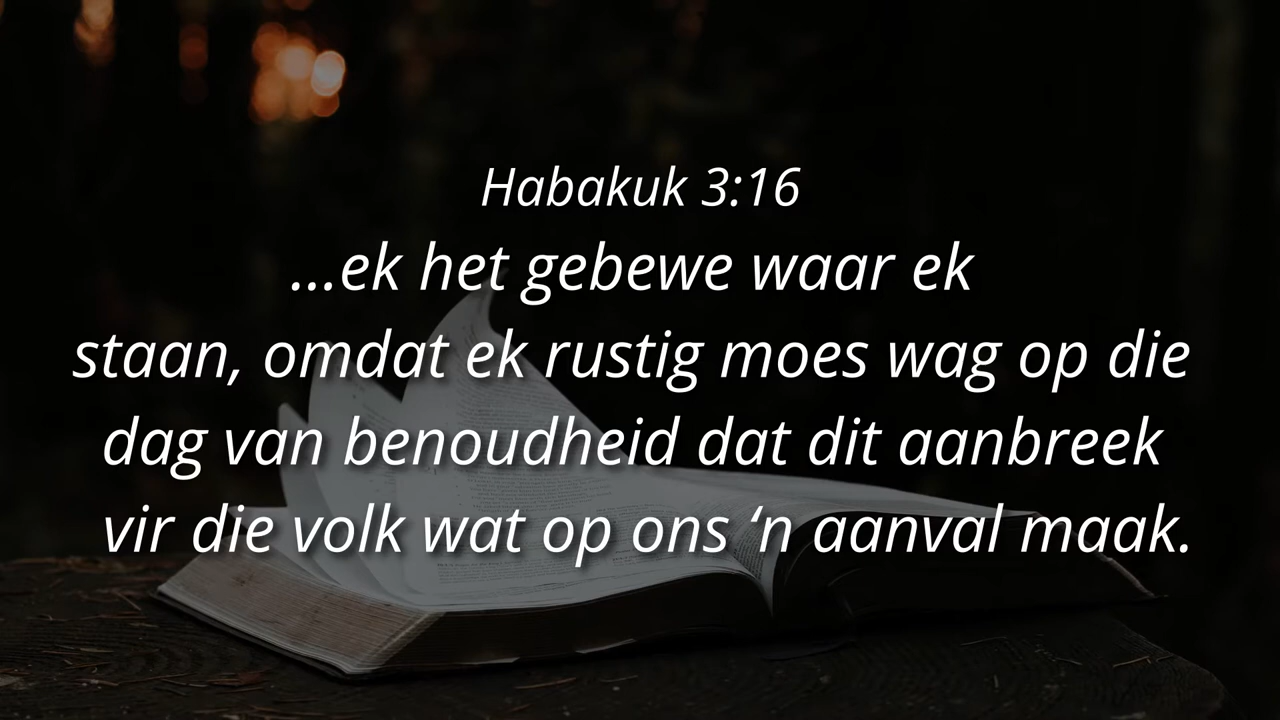 Habakuk 3:16
...ek het gebewe waar ek
staan, omdat ek rustig moes wag op die
dag van benoudheid dat dit aanbreek
vir die volk wat op ons ‘n aanval maak.